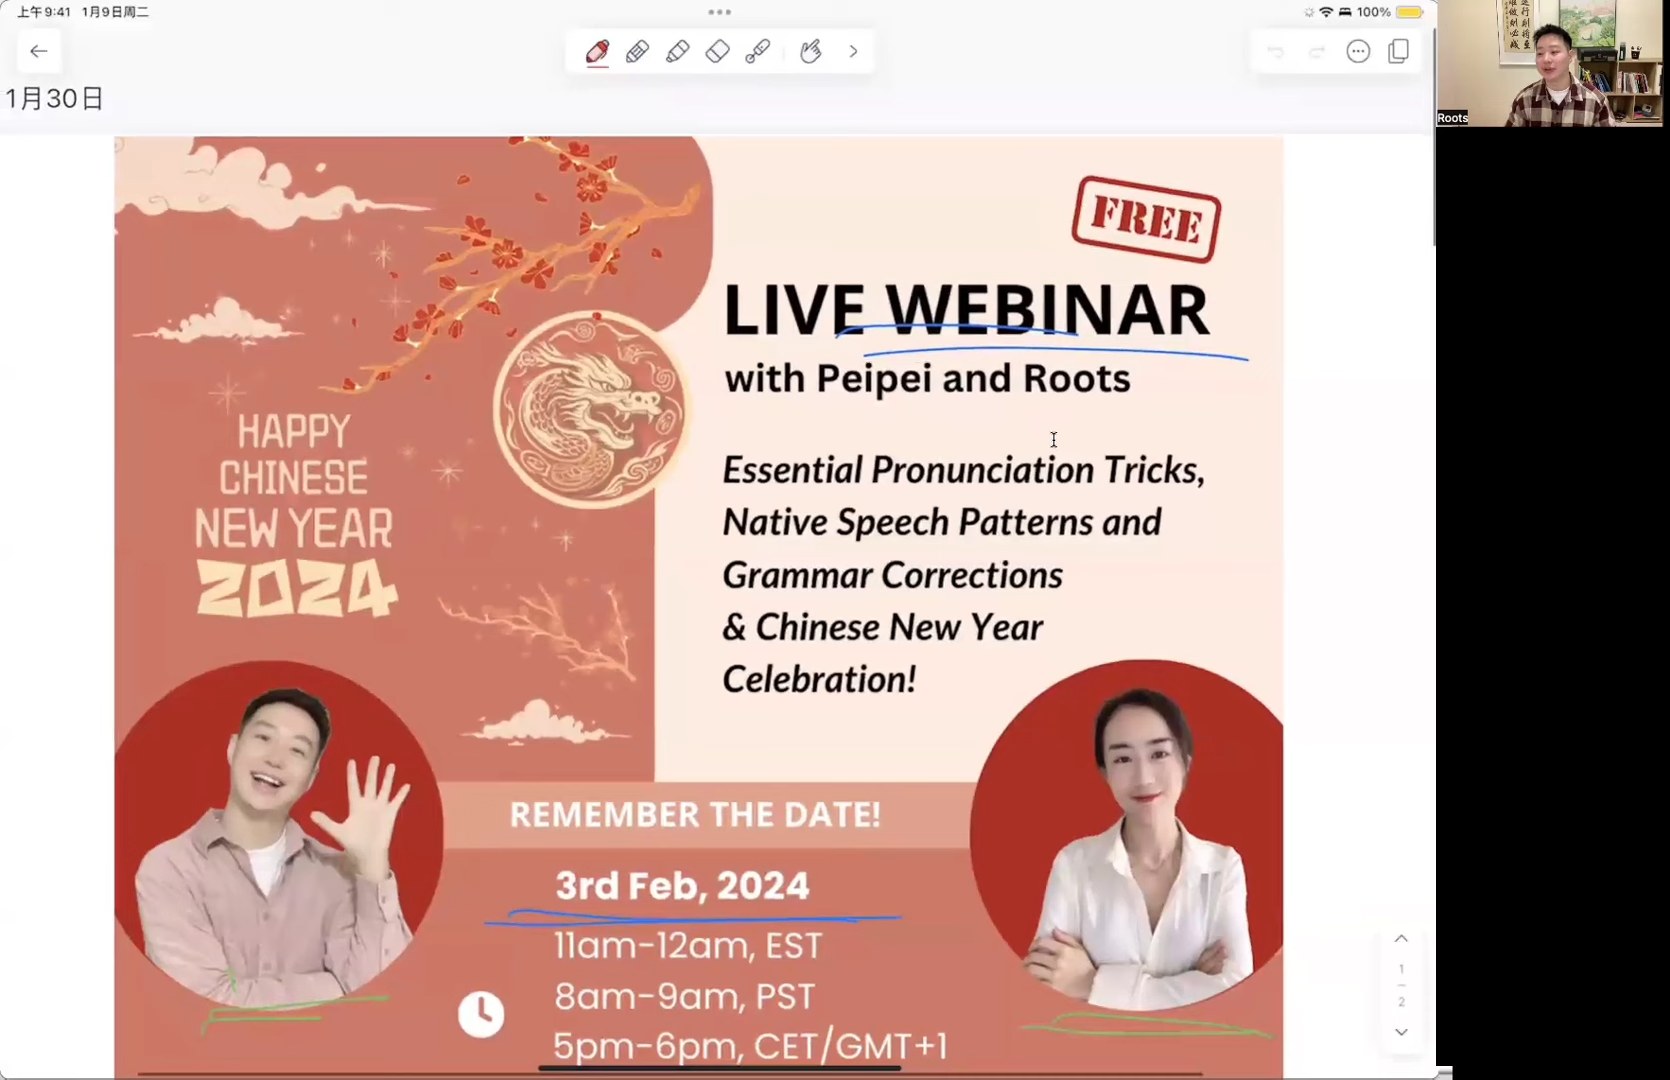 上午9:41 1月9日周二
100%
1月30日
Roots
FREE
LIVE WEBINAR
with Peipei and Roots
HAPPY
CHINESE
NEW YEAR
2024
Essential Pronunciation Tricks,
Native Speech Patterns and
Grammar Corrections
& Chinese New Year
Celebration!
REMEMBER THE DATE!
3rd Feb, 2024
11am-12am, EST
8am-9am, PST
5pm-6pm, CET/GMT+1
1
2